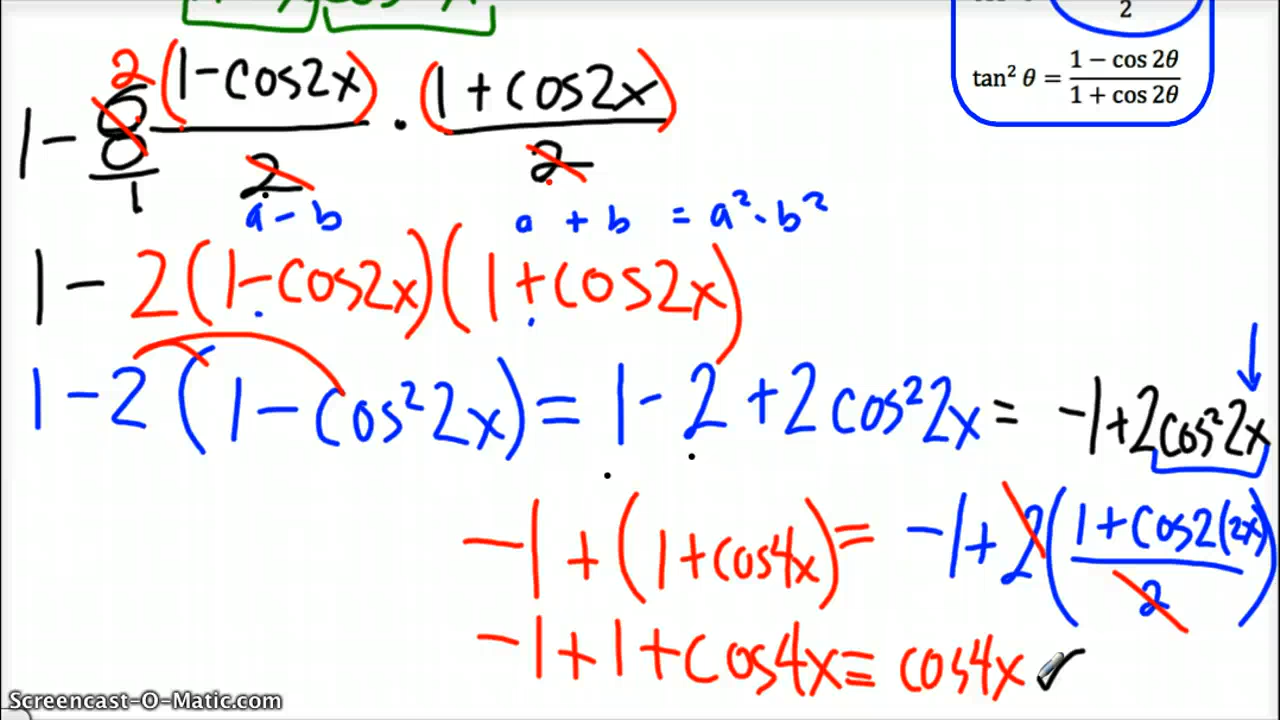 2
tan² θ = 1 − cos 2θ / 1 + cos 2θ
1 - 8/1 2 (1-cos2x)/2 · (1+cos2x)/2
a - b a + b = a² - b²
1 - 2(1-cos2x)(1+cos2x)
1-2(1-cos²2x) = 1-2+2cos²2x = -1+2cos²2x
-1+(1+cos4x) = -1+2(1+cos2(2x)/2)
-1+1+cos4x = cos4x ✓
Screencast-O-Matic.com